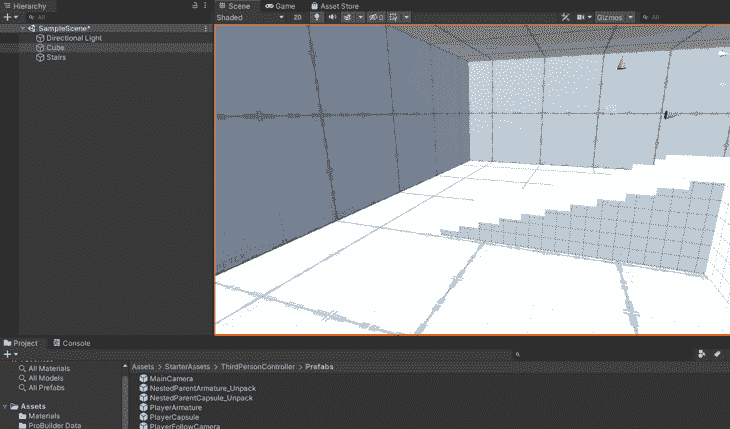 Hierarchy
Scene
Game
Asset Store
All
Shaded
2D
0
Gizmos
All
SampleScene*
Directional Light
Cube
Stairs
Project
Console
All Materials
All Models
All Prefabs
Assets
Materials
ProBuilder Data
Assets > StarterAssets > ThirdPersonController > Prefabs
MainCamera
NestedParentArmature_Unpack
NestedParentCapsule_Unpack
PlayerArmature
PlayerCapsule
PlayerFollowCamera